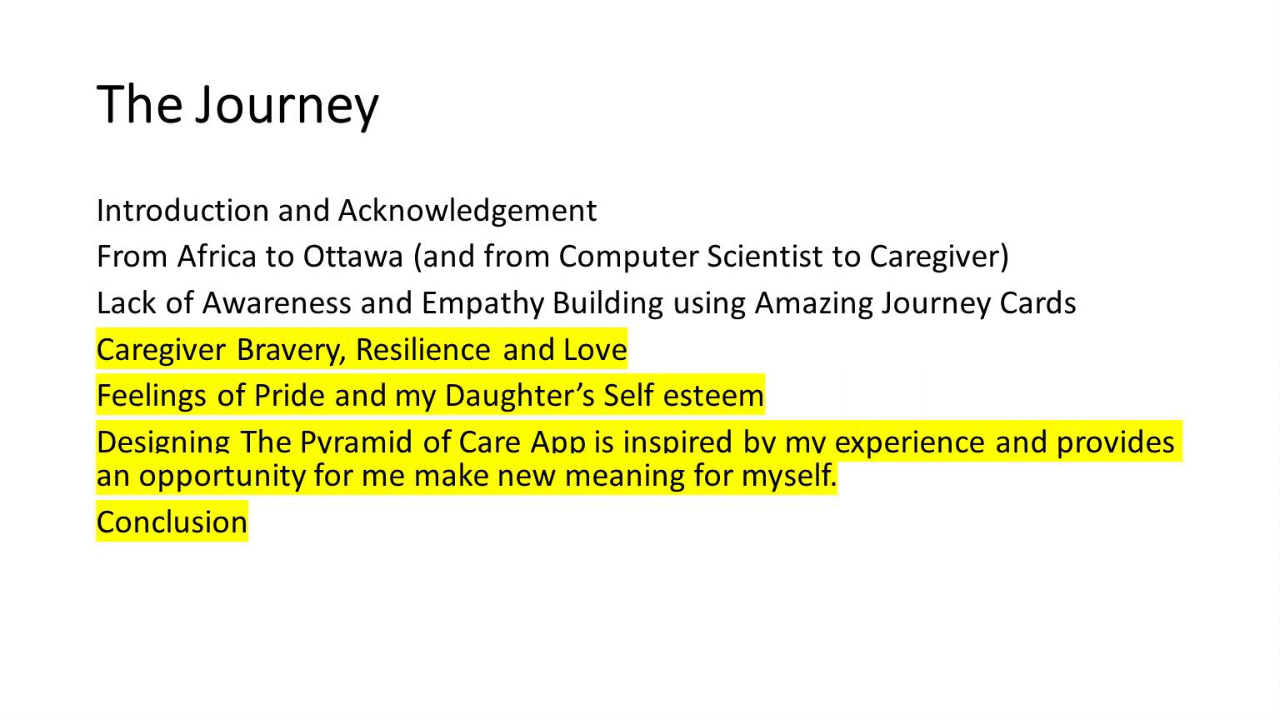 The Journey
Introduction and Acknowledgement
From Africa to Ottawa (and from Computer Scientist to Caregiver)
Lack of Awareness and Empathy Building using Amazing Journey Cards
Caregiver Bravery, Resilience and Love
Feelings of Pride and my Daughter’s Self esteem
Designing The Pyramid of Care App is inspired by my experience and provides
an opportunity for me make new meaning for myself.
Conclusion